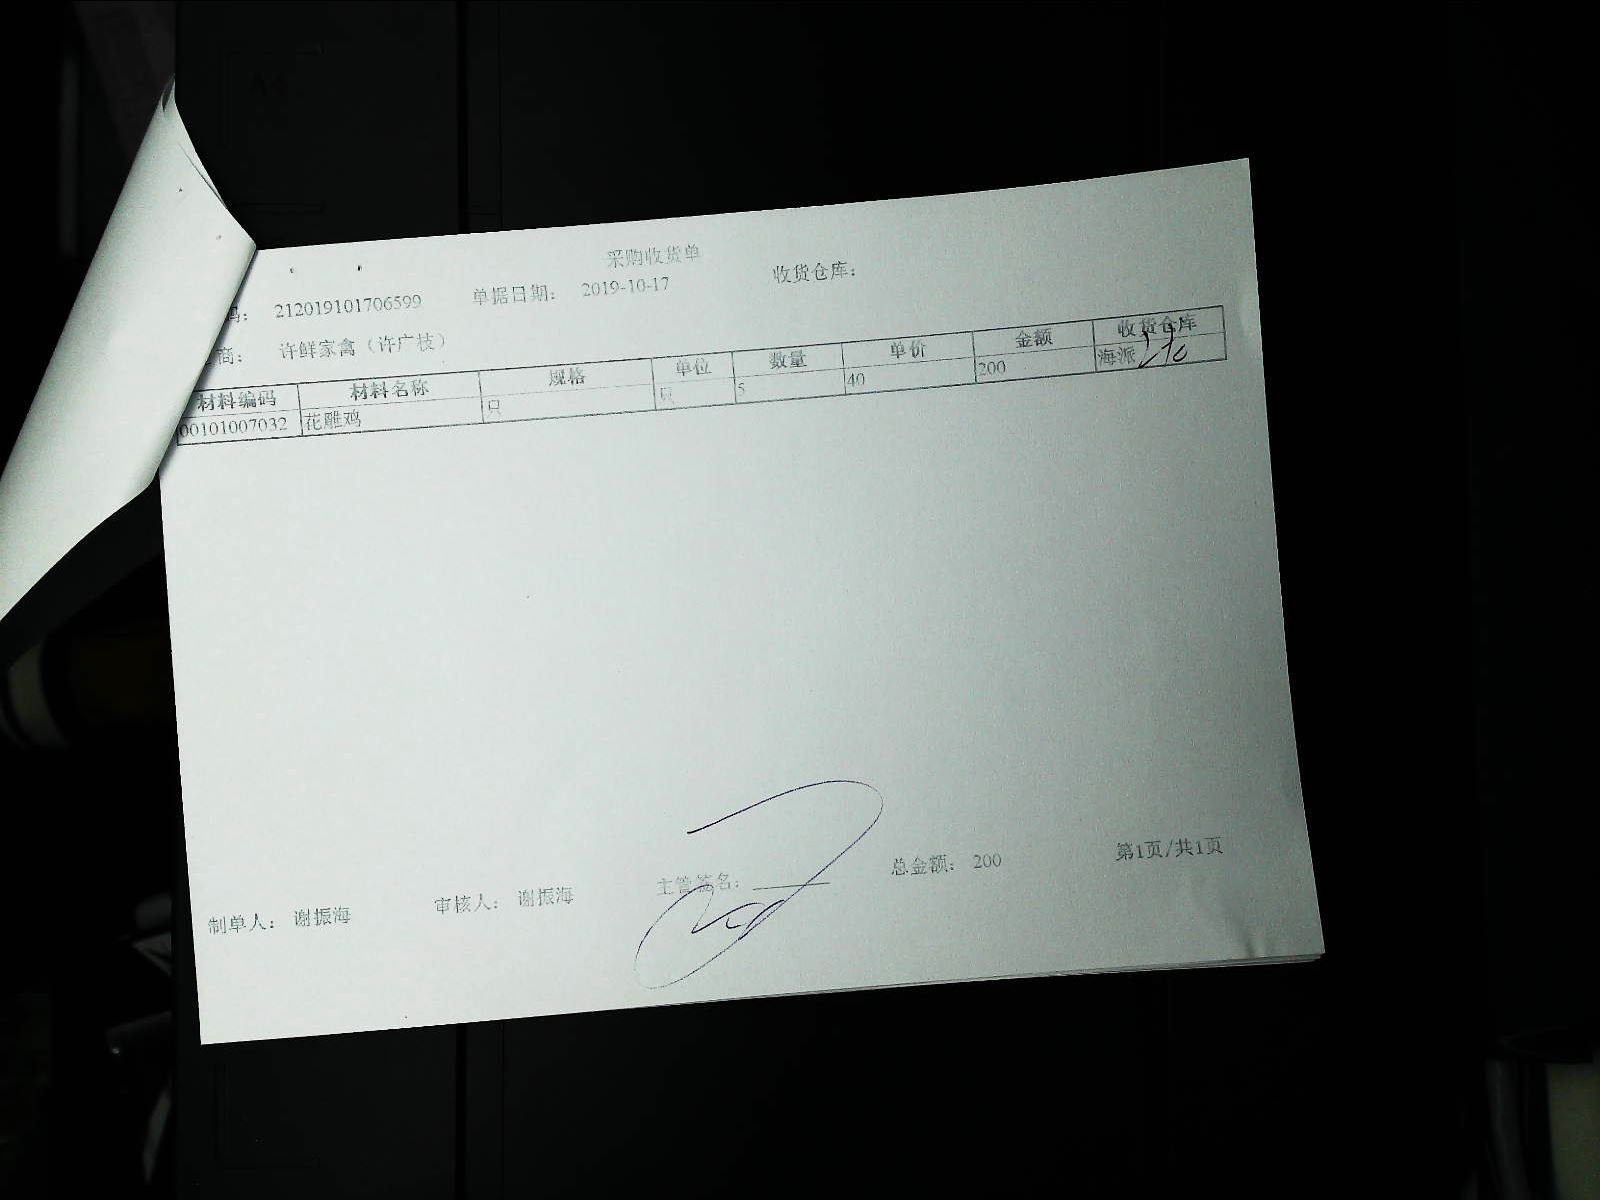 采购收货单
码： 212019101706599 单据日期： 2019-10-17 收货仓库：
商： 许鲜家禽（许广枝）
材料编码 材料名称 规格 单位 数量 单价 金额 收货仓库
00101007032 花雕鸡 只 只 5 40 200 海派
制单人： 谢振海 审核人： 谢振海 主管签名： 总金额： 200 第1页/共1页